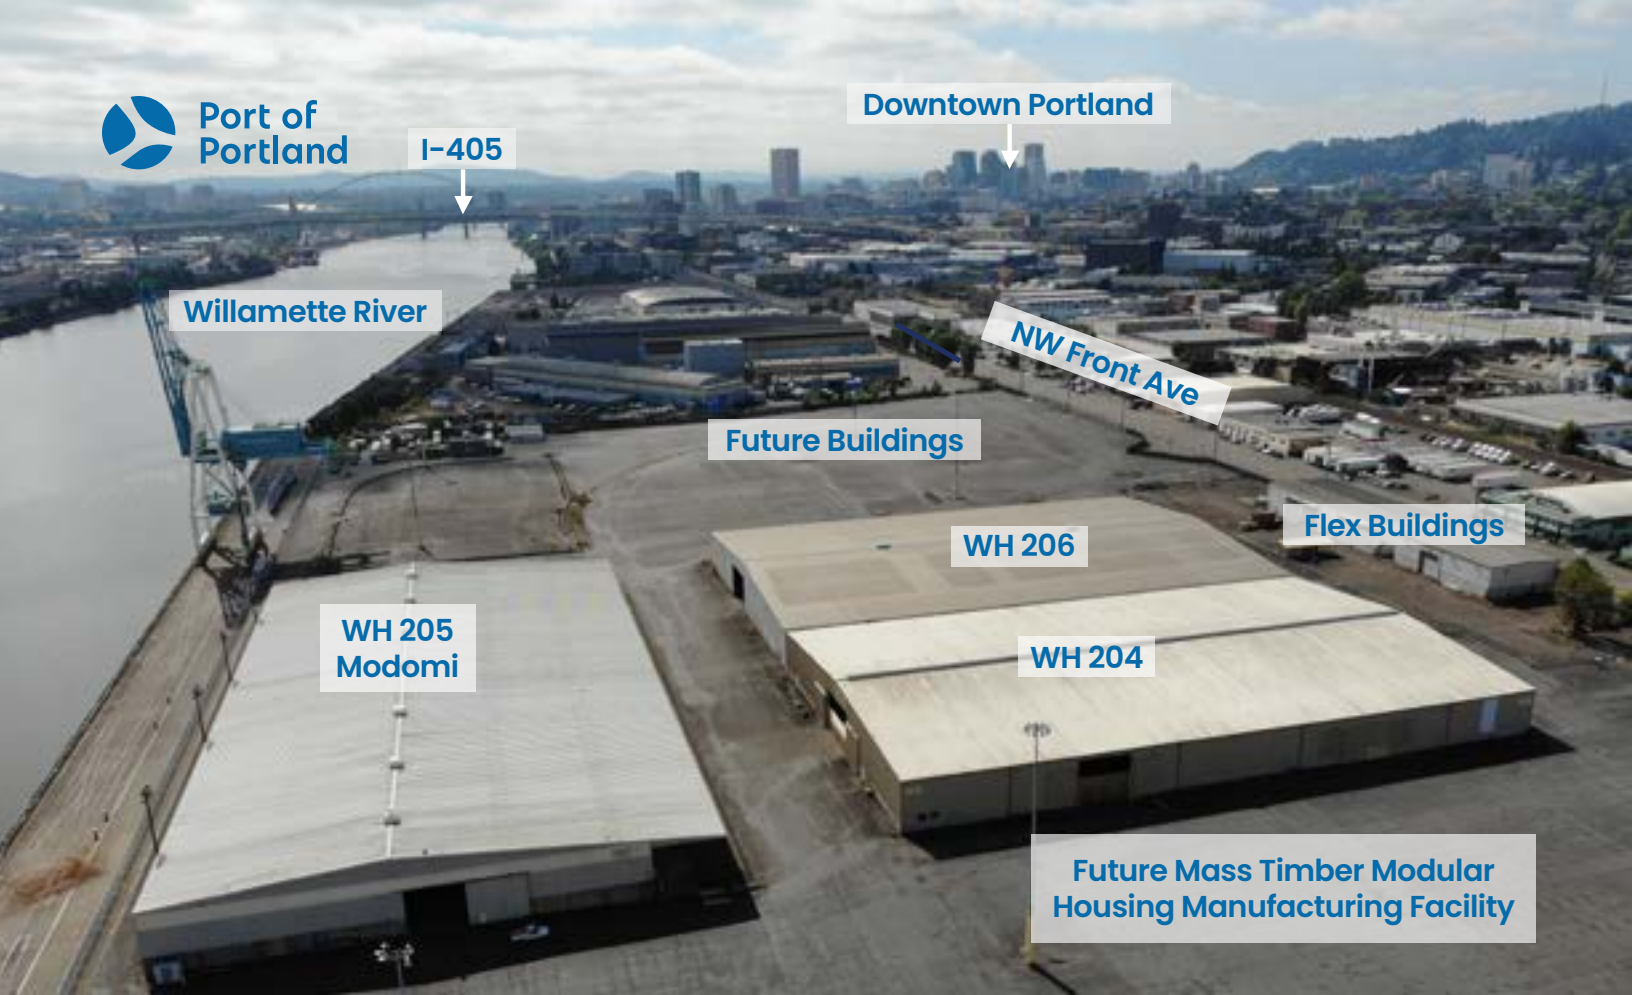 Port of
Portland
I-405
Downtown Portland
Willamette River
NW Front Ave
Future Buildings
Flex Buildings
WH 206
WH 205
Modomi
WH 204
Future Mass Timber Modular
Housing Manufacturing Facility